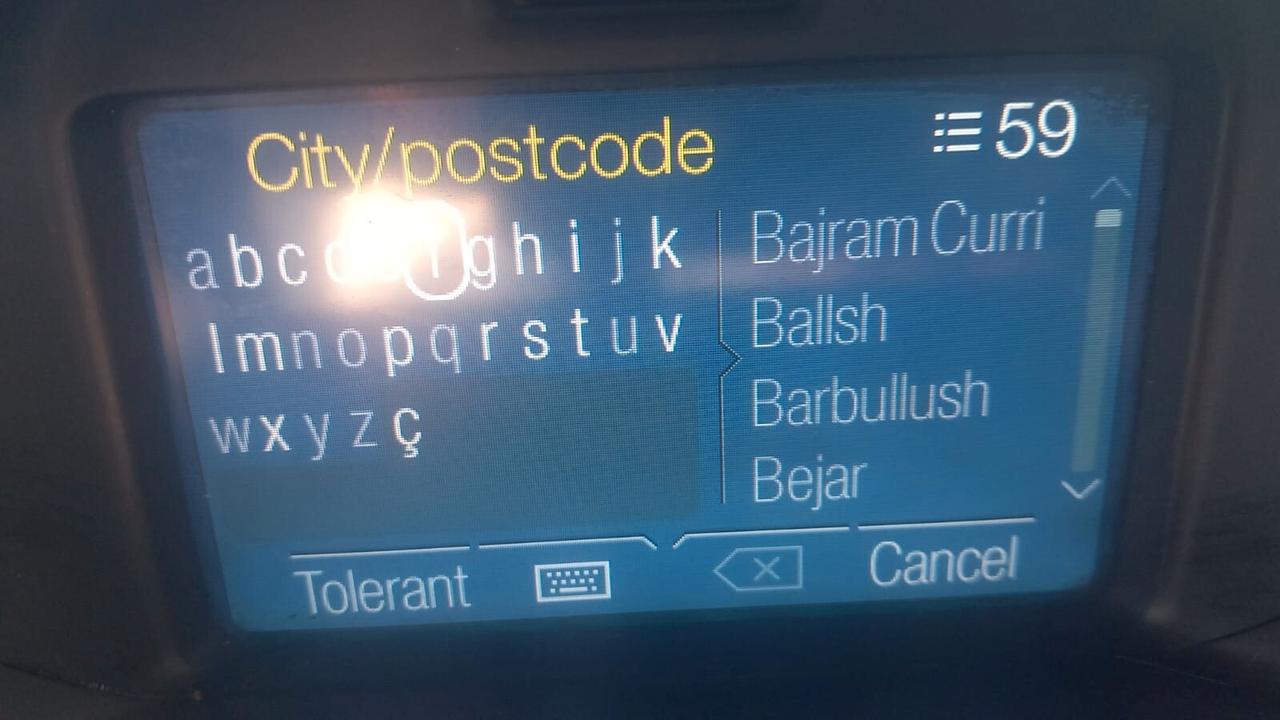 City/postcode
59
a b c d f g h i j k
l m n o p q r s t u v
w x y z ç
Bajram Curri
Ballsh
Barbullush
Bejar
Tolerant
Cancel